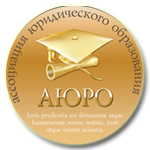 ассоциация юридического образования
АЮРО
Iuris prudentia est divinarum atque
humanarum rerum notitia, iusti
atque iniusti scientia